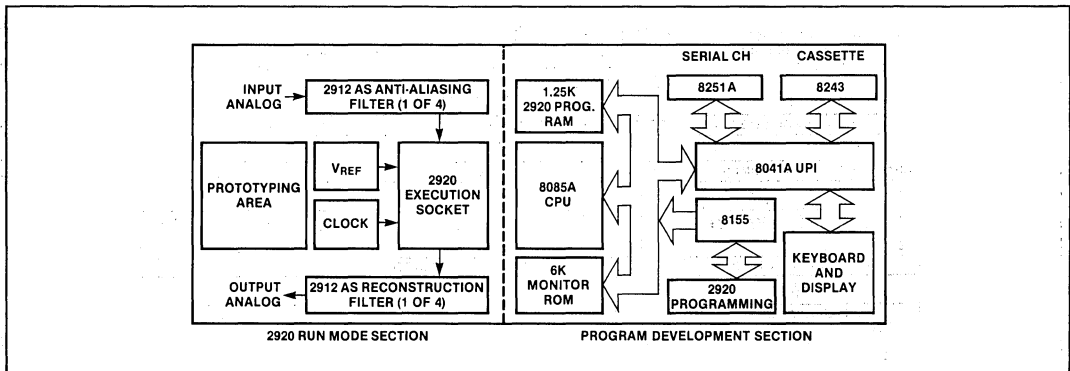 INPUT
ANALOG
2912 AS ANTI-ALIASING
FILTER (1 OF 4)
PROTOTYPING
AREA
VREF
CLOCK
2920
EXECUTION
SOCKET
OUTPUT
ANALOG
2912 AS RECONSTRUCTION
FILTER (1 OF 4)
2920 RUN MODE SECTION
SERIAL CH
CASSETTE
1.25K
2920 PROG.
RAM
8251A
8243
8085A
CPU
8041A UPI
8155
6K
MONITOR
ROM
2920
PROGRAMMING
KEYBOARD
AND
DISPLAY
PROGRAM DEVELOPMENT SECTION